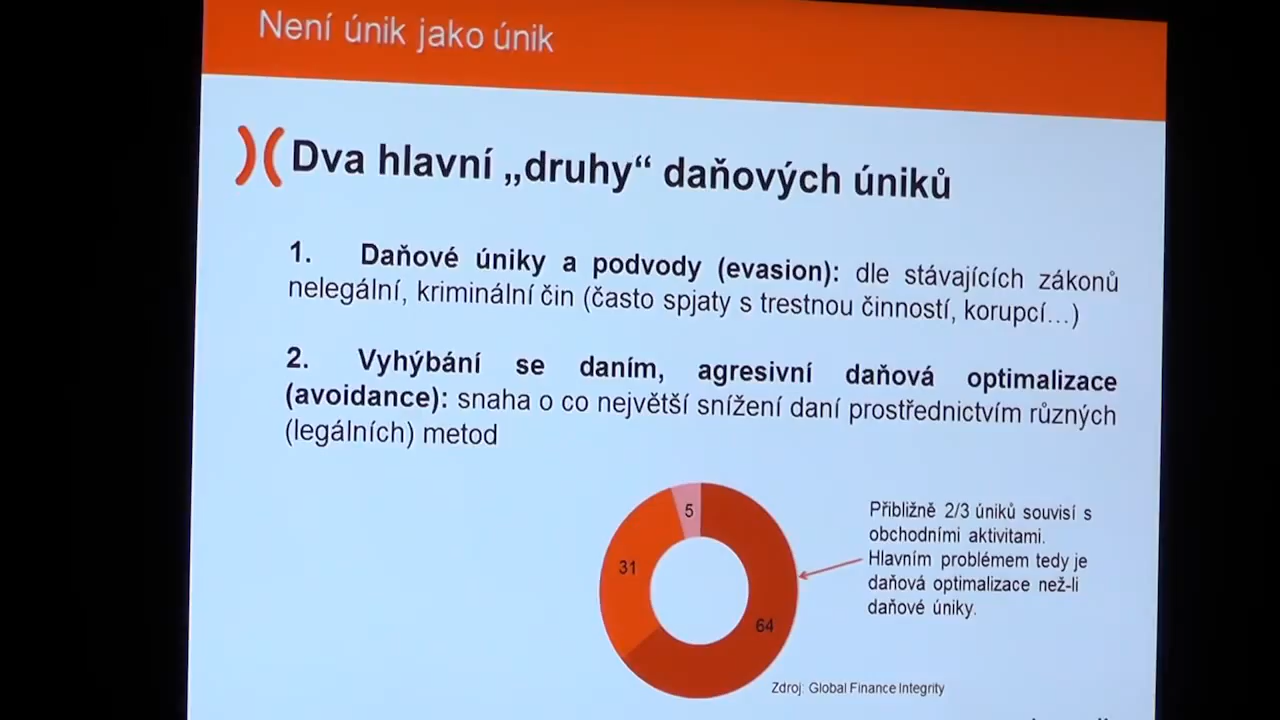 Není únik jako únik
Dva hlavní „druhy“ daňových úniků
1. Daňové úniky a podvody (evasion): dle stávajících zákonů
nelegální, kriminální čin (často spjaty s trestnou činností, korupcí…)
2. Vyhýbání se daním, agresivní daňová optimalizace
(avoidance): snaha o co největší snížení daní prostřednictvím různých
(legálních) metod
5
31
64
Přibližně 2/3 úniků souvisí s
obchodními aktivitami.
Hlavním problémem tedy je
daňová optimalizace než-li
daňové úniky.
Zdroj: Global Finance Integrity